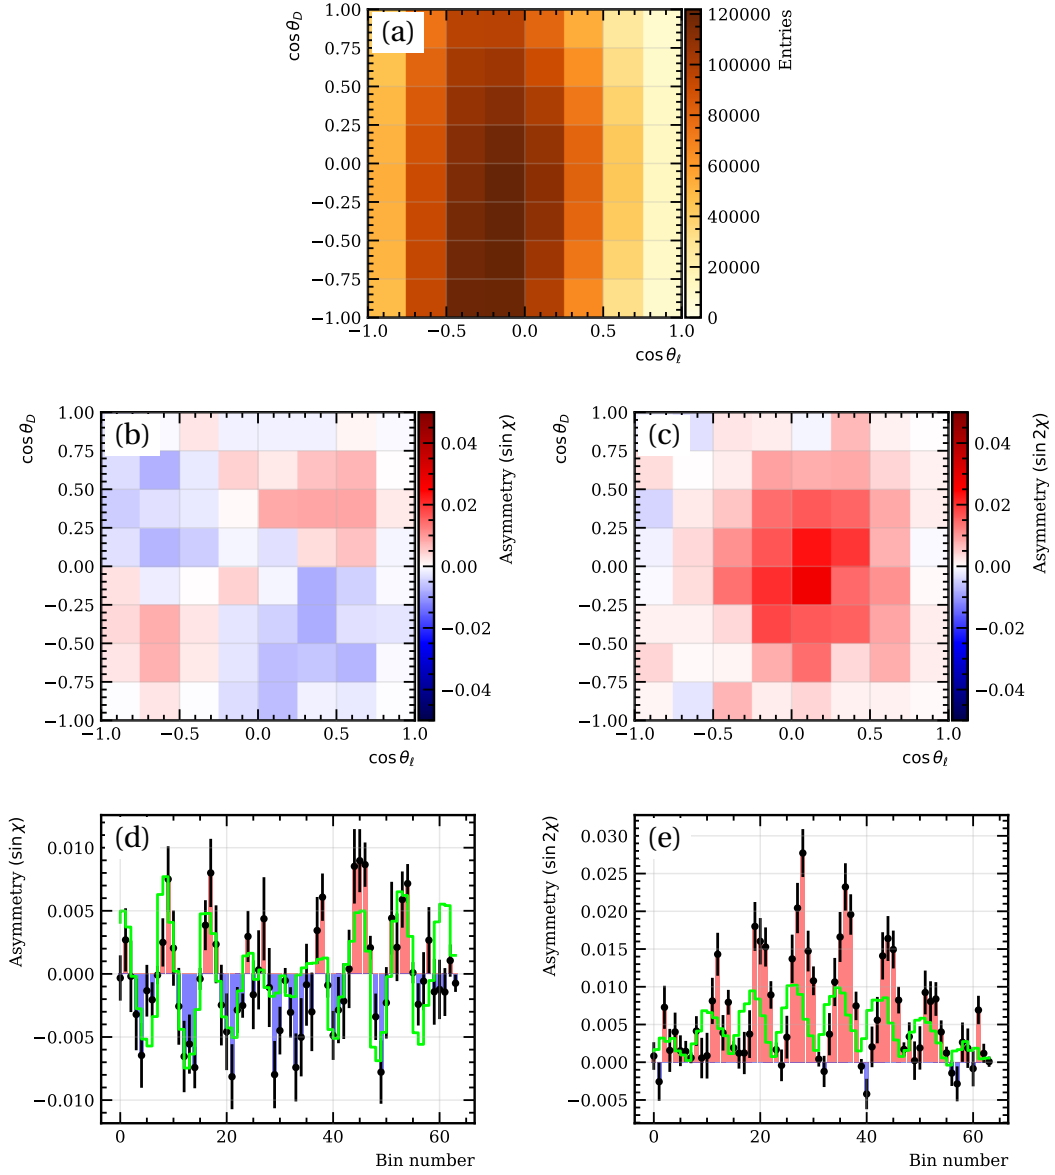 (a)
cos θ_D
1.00
0.75
0.50
0.25
0.00
−0.25
−0.50
−0.75
−1.00
−1.0 −0.5 0.0 0.5 1.0
cos θ_ℓ
120000
100000
80000
60000
40000
20000
0
Entries
(b)
cos θ_D
1.00
0.75
0.50
0.25
0.00
−0.25
−0.50
−0.75
−1.00
−1.0 −0.5 0.0 0.5 1.0
cos θ_ℓ
0.04
0.02
0.00
−0.02
−0.04
Asymmetry (sin χ)
(c)
cos θ_D
1.00
0.75
0.50
0.25
0.00
−0.25
−0.50
−0.75
−1.00
−1.0 −0.5 0.0 0.5 1.0
cos θ_ℓ
0.04
0.02
0.00
−0.02
−0.04
Asymmetry (sin 2χ)
(d)
Asymmetry (sin χ)
0.010
0.005
0.000
−0.005
−0.010
0 20 40 60
Bin number
(e)
Asymmetry (sin 2χ)
0.030
0.025
0.020
0.015
0.010
0.005
0.000
−0.005
0 20 40 60
Bin number